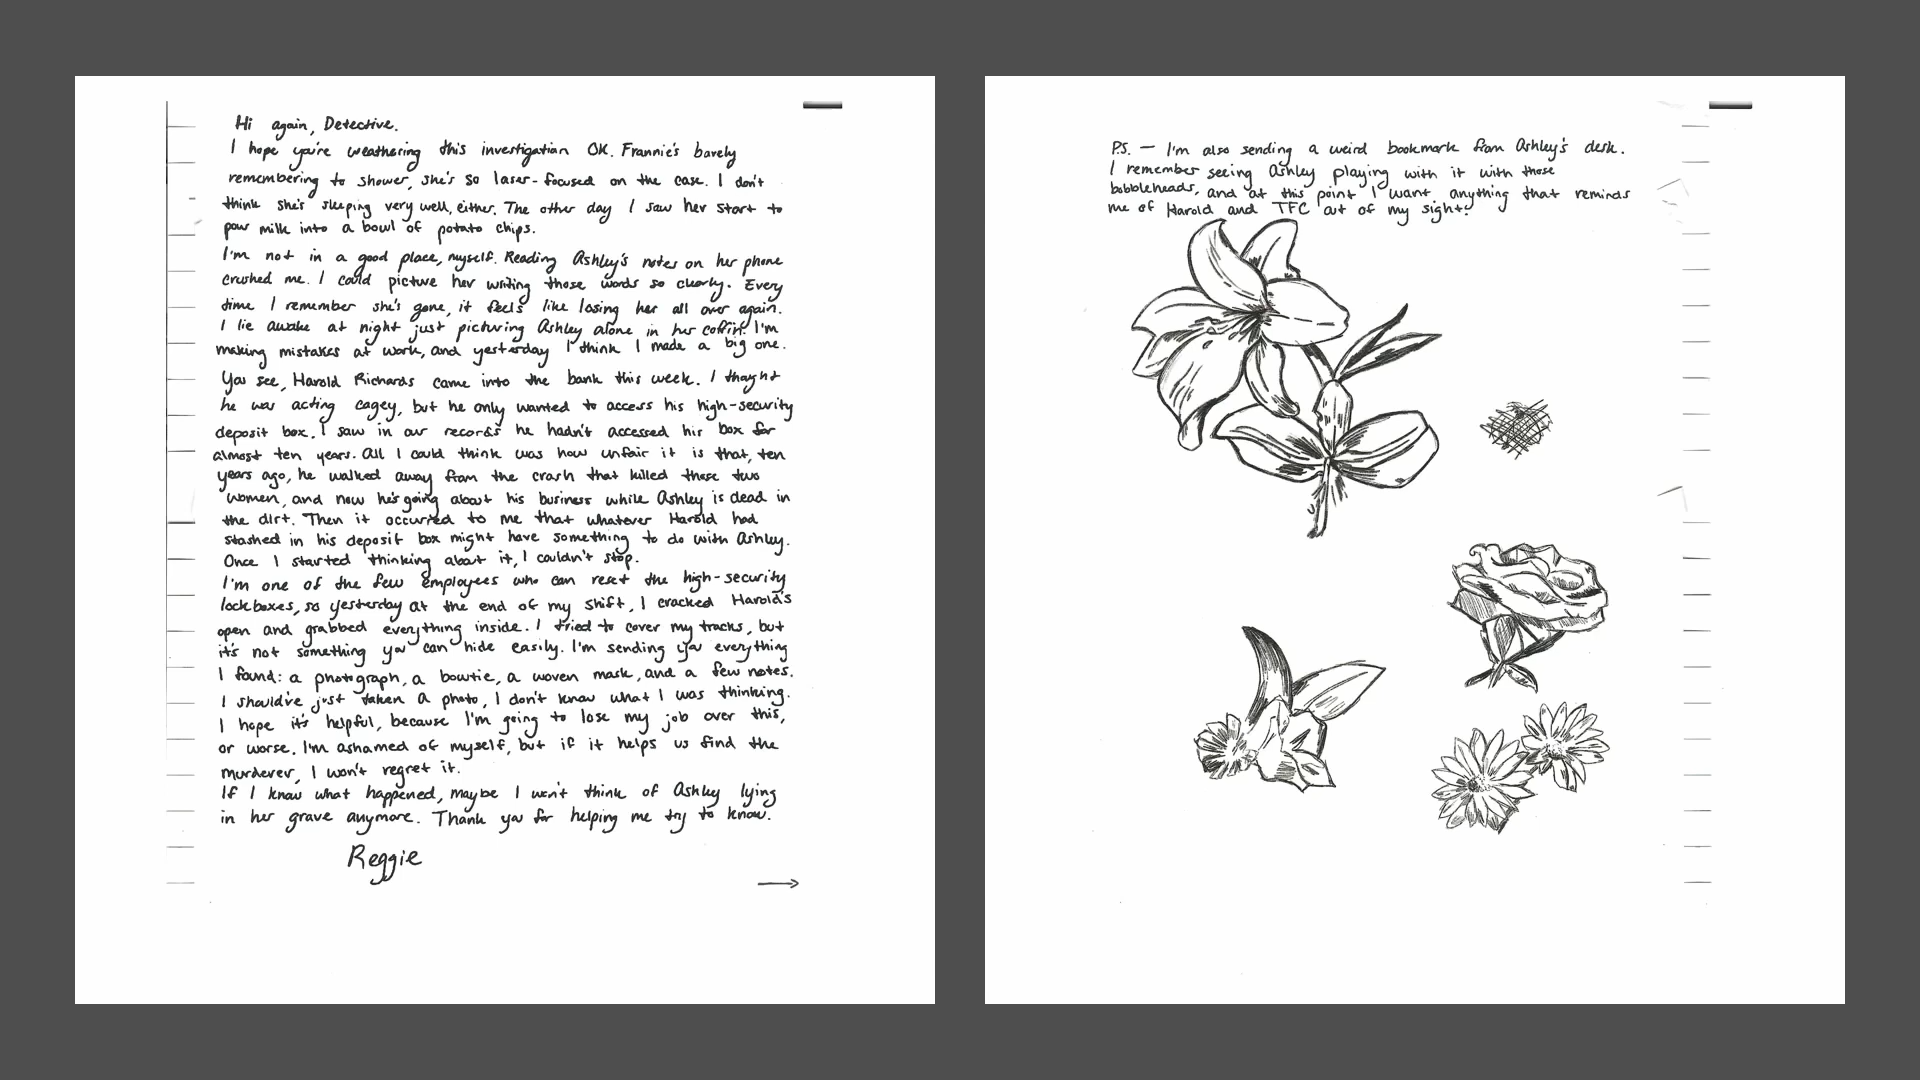 Hi again, Detective.
I hope you're weathering this investigation OK. Frannie's barely
remembering to shower, she's so laser-focused on the case. I don't
think she's sleeping very well, either. The other day I saw her start to
pour milk into a bowl of potato chips.
I'm not in a good place, myself. Reading Ashley's notes on her phone
crushed me. I could picture her writing those words so clearly. Every
time I remember she's gone, it feels like losing her all over again.
I lie awake at night just picturing Ashley alone in her coffin. I'm
making mistakes at work, and yesterday I think I made a big one.
You see, Harold Richards came into the bank this week. I thought
he was acting cagey, but he only wanted to access his high-security
deposit box. I saw in our records he hadn't accessed his box for
almost ten years. All I could think was how unfair it is that, ten
years ago, he walked away from the crash that killed those two
women, and now he's going about his business while Ashley is dead in
the dirt. Then it occurred to me that whatever Harold had
stashed in his deposit box might have something to do with Ashley.
Once I started thinking about it, I couldn't stop.
I'm one of the few employees who can reset the high-security
lockboxes, so yesterday at the end of my shift, I cracked Harold's
open and grabbed everything inside. I tried to cover my tracks, but
it's not something you can hide easily. I'm sending you everything
I found: a photograph, a bowtie, a woven mask, and a few notes.
I should've just taken a photo, I don't know what I was thinking.
I hope it's helpful, because I'm going to lose my job over this,
or worse. I'm ashamed of myself, but if it helps us find the
murderer, I won't regret it.
If I know what happened, maybe I won't think of Ashley lying
in her grave anymore. Thank you for helping me try to know.
Reggie
P.S. — I'm also sending a weird bookmark from Ashley's desk.
I remember seeing Ashley playing with it with those
bobbleheads, and at this point I want anything that reminds
me of Harold and TFC out of my sight.